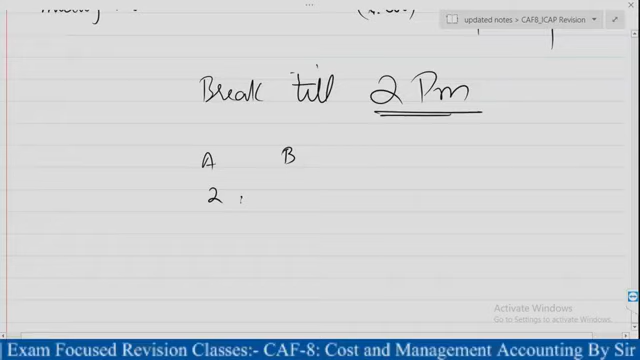 updated notes > CAF8_ICAP Revision
Break till 2 Pm
A B
2
Activate Windows
Go to Settings to activate Windows.
Exam Focused Revision Classes:- CAF-8: Cost and Management Accounting By Sir